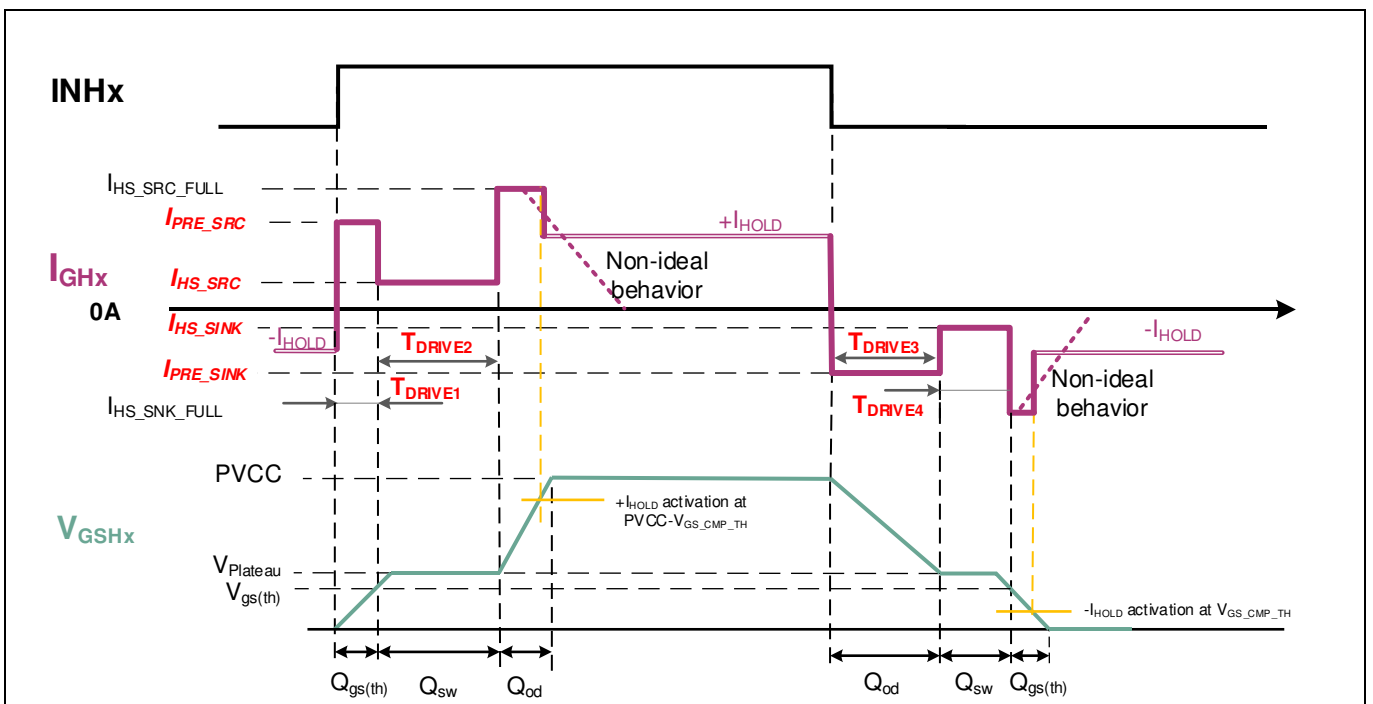 INHx
IHS_SRC_FULL
IPRE_SRC
+IHOLD
IGHx
IHS_SRC
Non-ideal
behavior
0A
IHS_SINK
-IHOLD
TDRIVE2
TDRIVE3
-IHOLD
IPRE_SINK
TDRIVE1
Non-ideal
behavior
IHS_SNK_FULL
TDRIVE4
PVCC
+IHOLD activation at
PVCC-VGS_CMP_TH
VGSHx
VPlateau
Vgs(th)
-IHOLD activation at VGS_CMP_TH
Qgs(th)
Qsw
Qod
Qod
Qsw
Qgs(th)